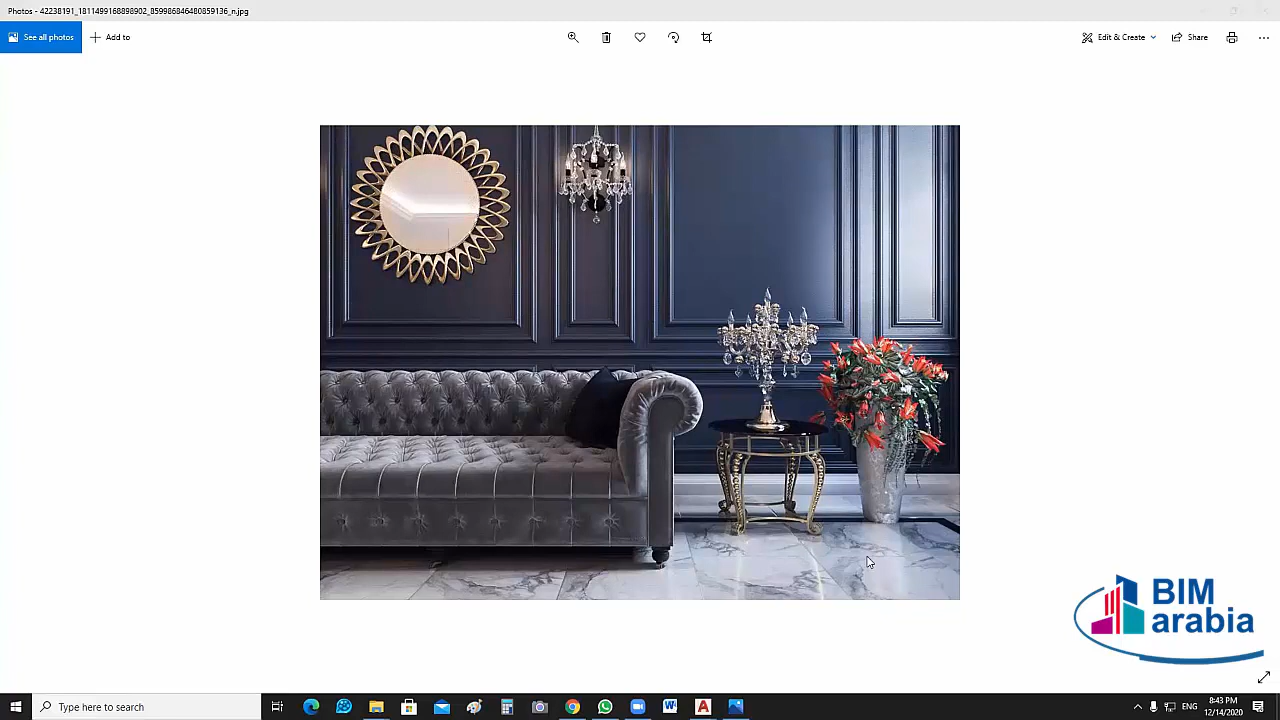 Photos - 42238191_1811499168898902_859986846480859136_n.jpg
See all photos
Add to
Edit & Create
Share
BIM
arabia
Type here to search
ENG
8:43 PM
12/14/2020